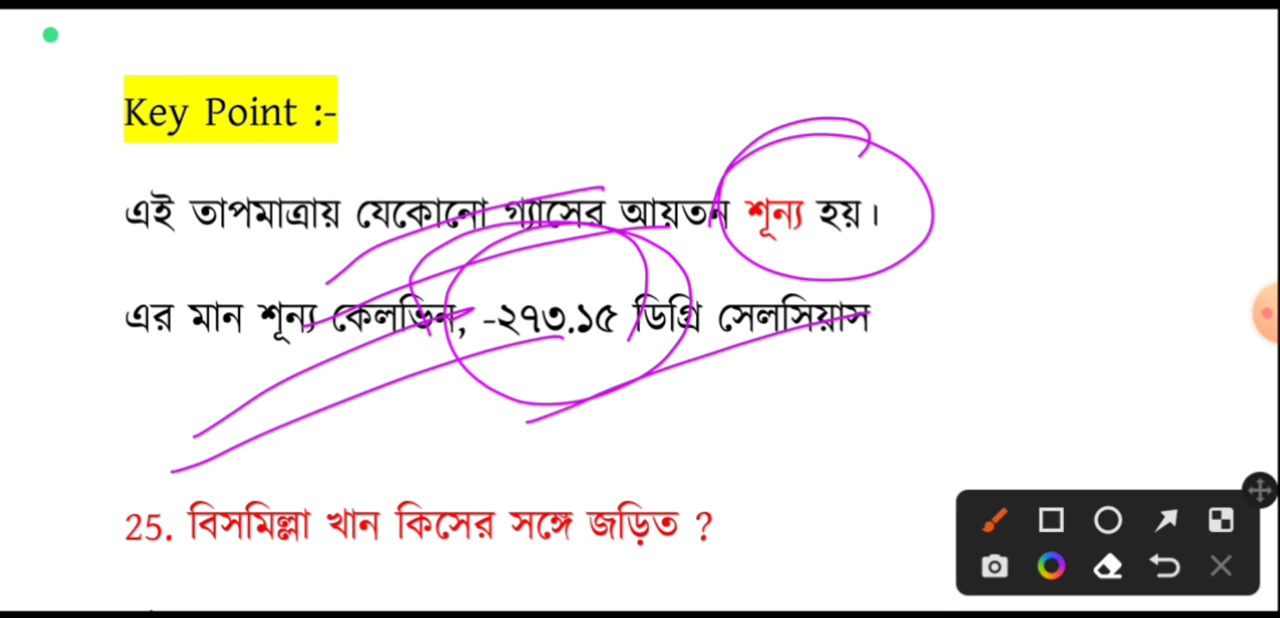 Key Point :-
এই তাপমাত্রায় যেকোনো গ্যাসের আয়তন শূন্য হয়।
এর মান শূন্য কেলভিন, -২৭৩.১৫ ডিগ্রি সেলসিয়াস
25. বিসমিল্লা খান কিসের সঙ্গে জড়িত ?